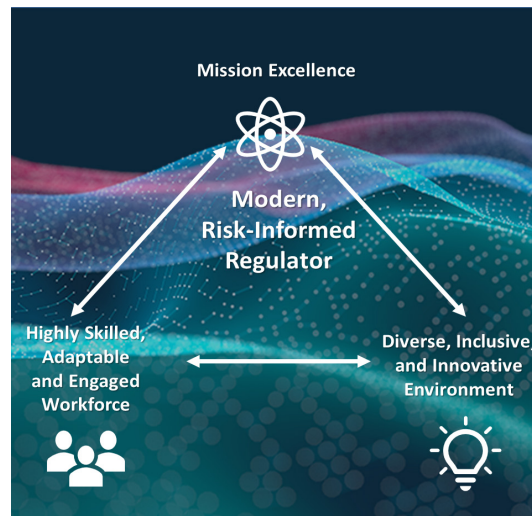 Mission Excellence
Modern,
Risk-Informed
Regulator
Highly Skilled,
Adaptable
and Engaged
Workforce
Diverse, Inclusive,
and Innovative
Environment